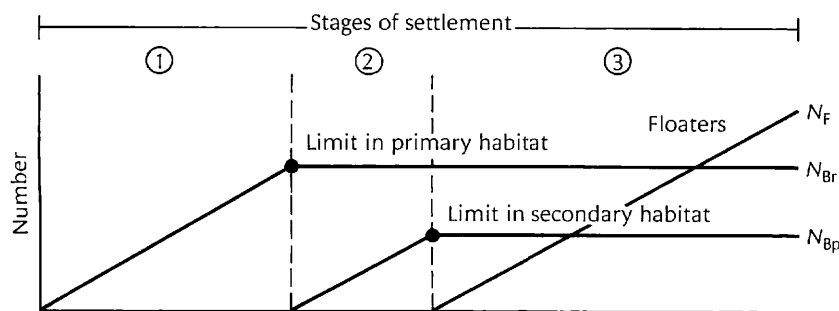 Stages of settlement
① ② ③
Number
Limit in primary habitat
Floaters
Limit in secondary habitat
N_F
N_Br
N_Bp